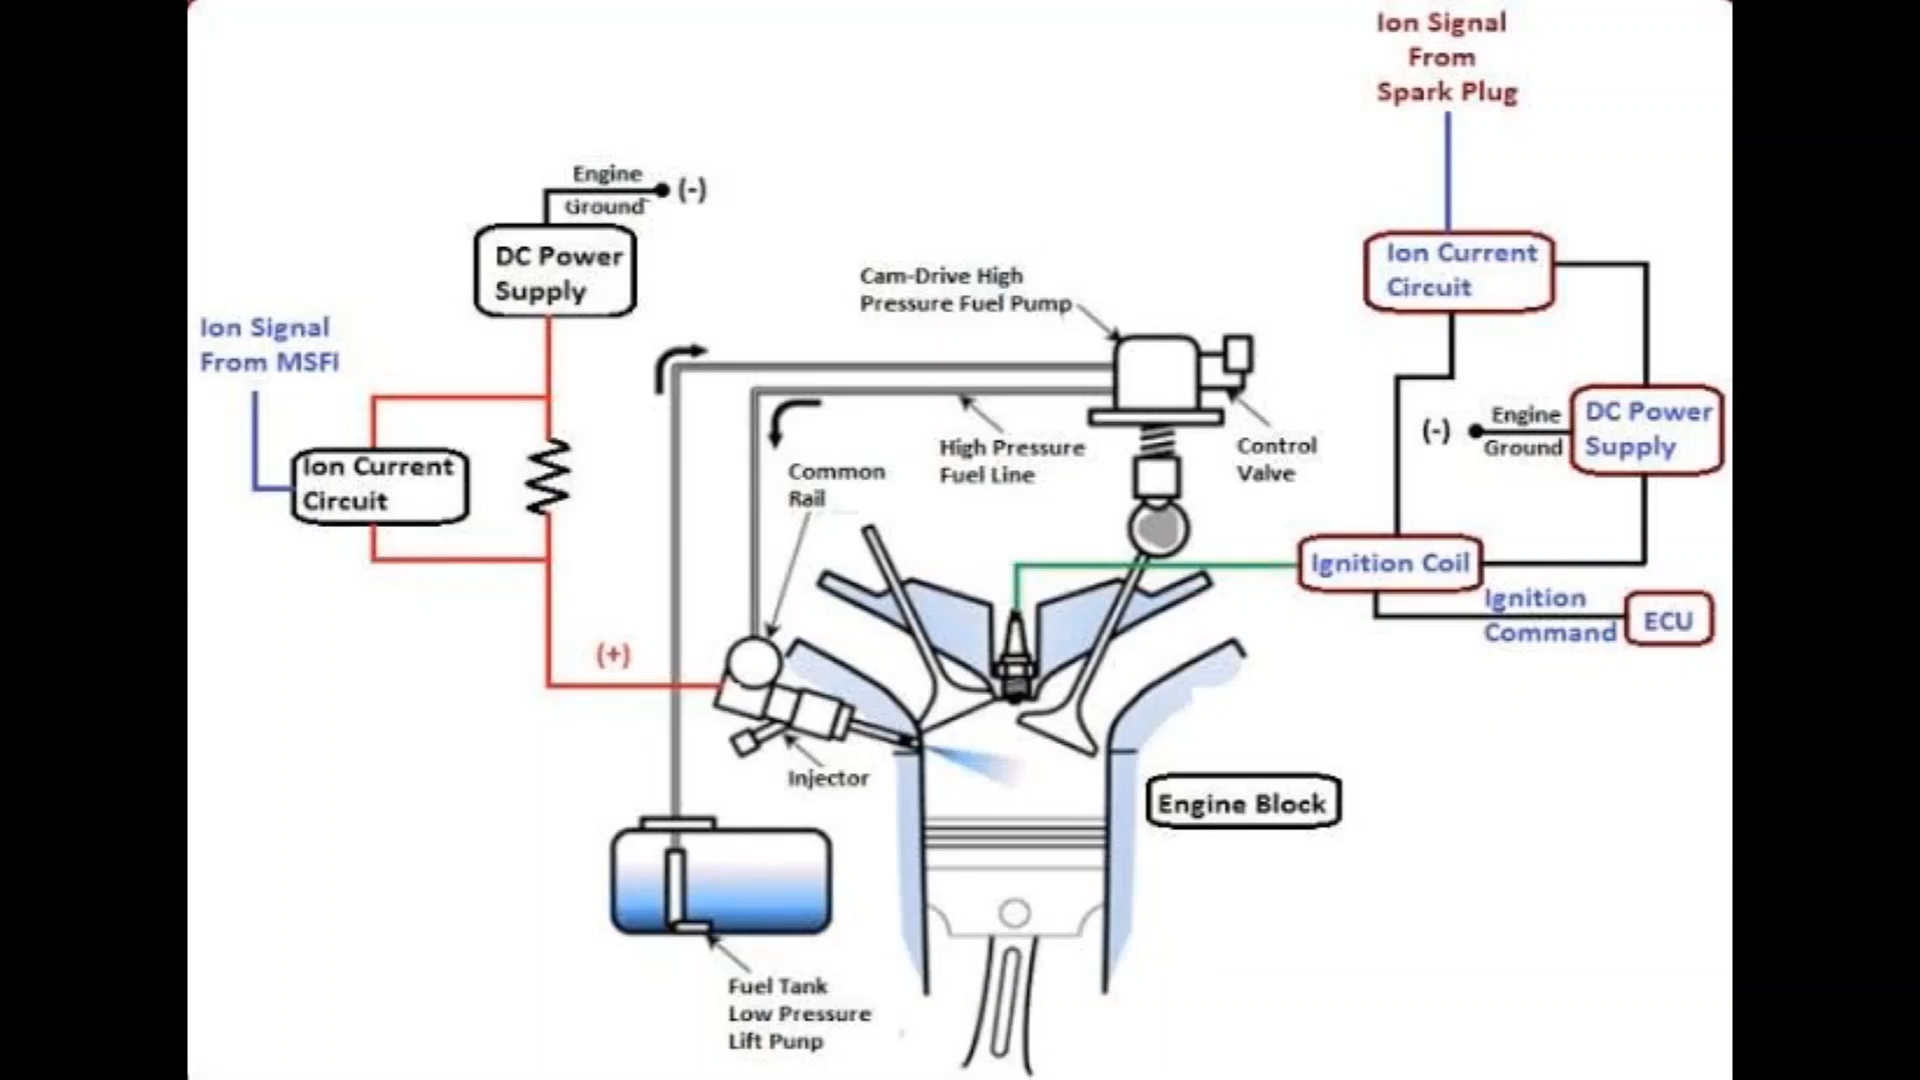 Ion Signal
From
Spark Plug
Engine
Ground
(-)
DC Power
Supply
Ion Current
Circuit
Cam-Drive High
Pressure Fuel Pump
Ion Signal
From MSFI
DC Power
Supply
Engine
Ground
(-)
High Pressure
Fuel Line
Control
Valve
Common
Rail
Ion Current
Circuit
Ignition Coil
Ignition
Command
ECU
(+)
Injector
Engine Block
Fuel Tank
Low Pressure
Lift Punp